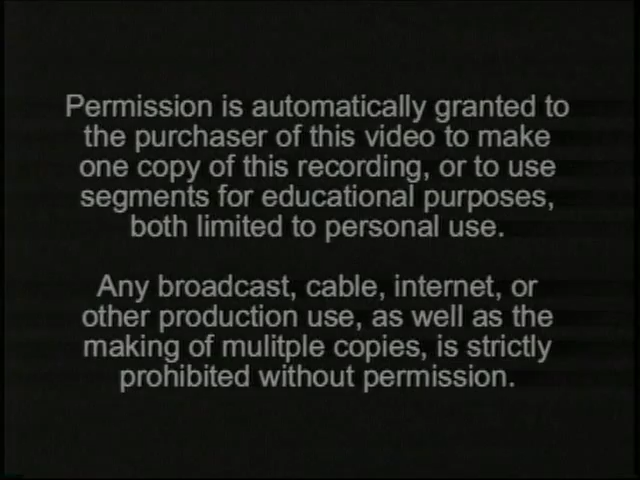 Permission is automatically granted to
the purchaser of this video to make
one copy of this recording, or to use
segments for educational purposes,
both limited to personal use.
Any broadcast, cable, internet, or
other production use, as well as the
making of mulitple copies, is strictly
prohibited without permission.